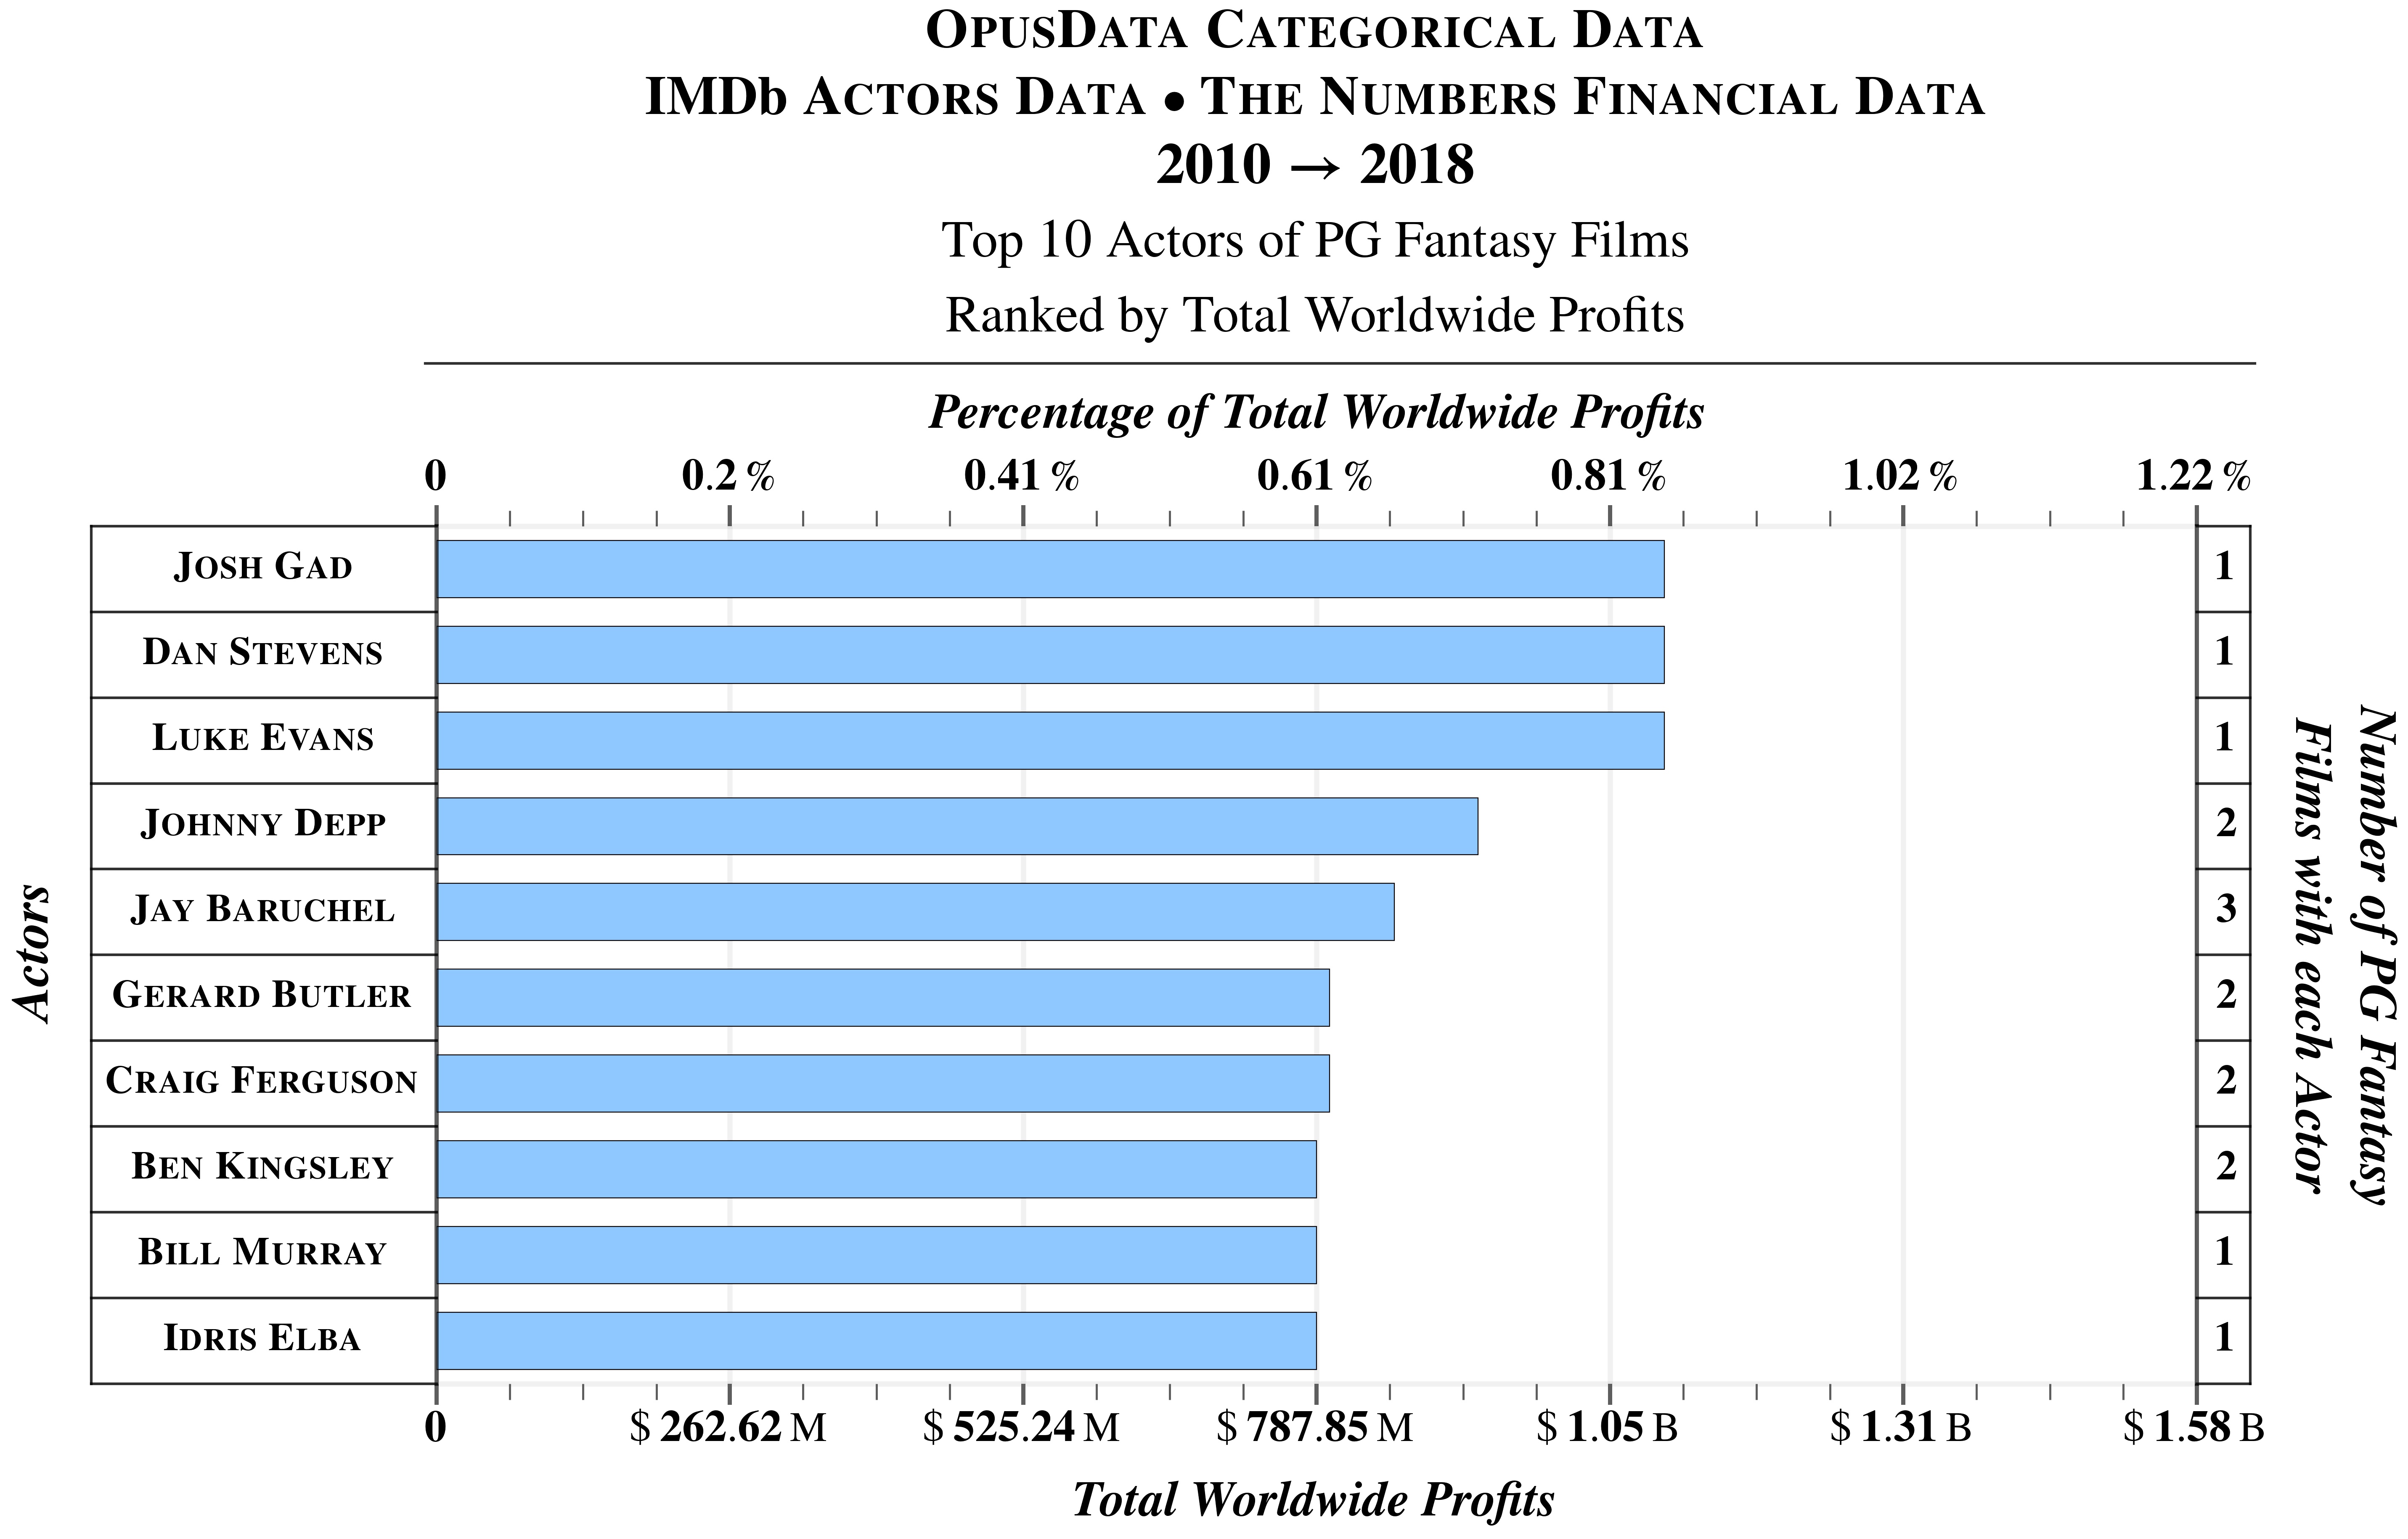 OpusData Categorical Data
IMDb Actors Data • The Numbers Financial Data
2010 → 2018
Top 10 Actors of PG Fantasy Films
Ranked by Total Worldwide Profits
Percentage of Total Worldwide Profits
0 0.2 % 0.41 % 0.61 % 0.81 % 1.02 % 1.22 %
Josh Gad 1
Dan Stevens 1
Luke Evans 1
Johnny Depp 2
Jay Baruchel 3
Gerard Butler 2
Craig Ferguson 2
Ben Kingsley 2
Bill Murray 1
Idris Elba 1
Actors
Number of PG Fantasy
Films with each Actor
0 $ 262.62 M $ 525.24 M $ 787.85 M $ 1.05 B $ 1.31 B $ 1.58 B
Total Worldwide Profits